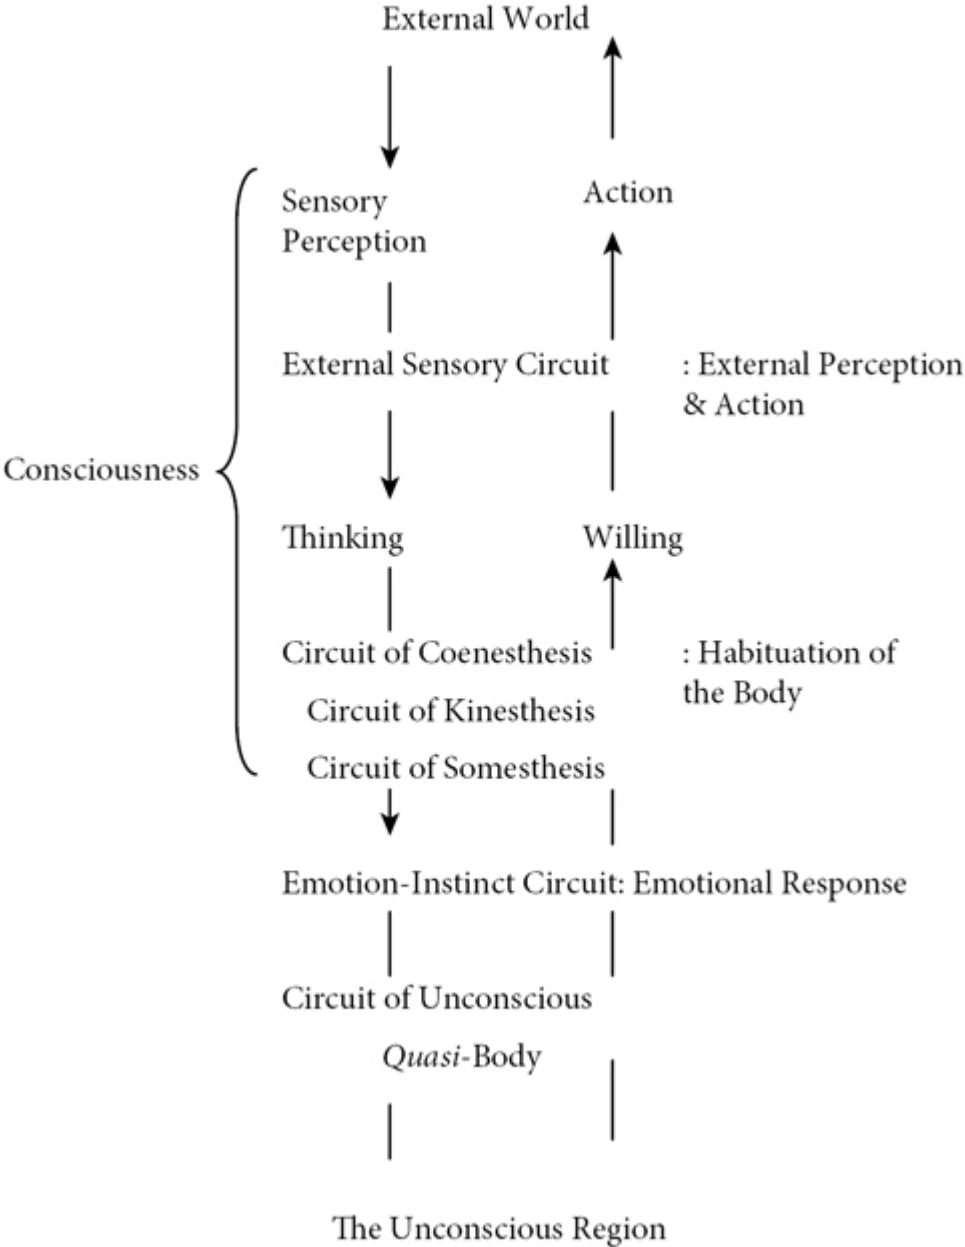 External World
Sensory
Perception
Action
External Sensory Circuit
: External Perception
& Action
Consciousness
Thinking
Willing
Circuit of Coenesthesis
: Habituation of
the Body
Circuit of Kinesthesis
Circuit of Somesthesis
Emotion-Instinct Circuit: Emotional Response
Circuit of Unconscious
Quasi-Body
The Unconscious Region